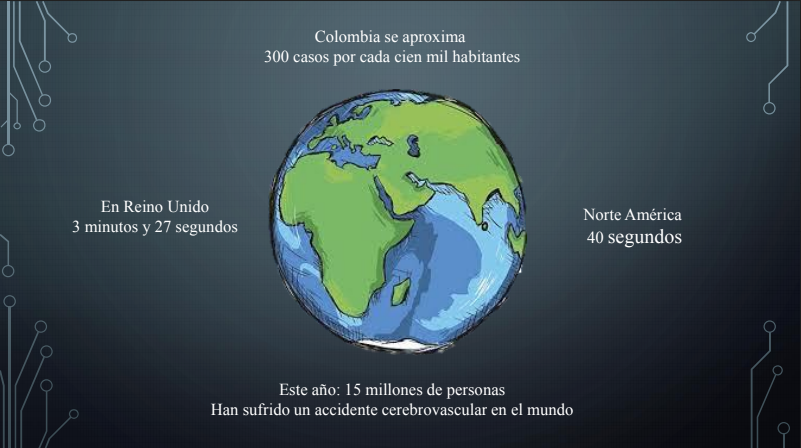 Colombia se aproxima
300 casos por cada cien mil habitantes
En Reino Unido
3 minutos y 27 segundos
Norte América
40 segundos
Este año: 15 millones de personas
Han sufrido un accidente cerebrovascular en el mundo